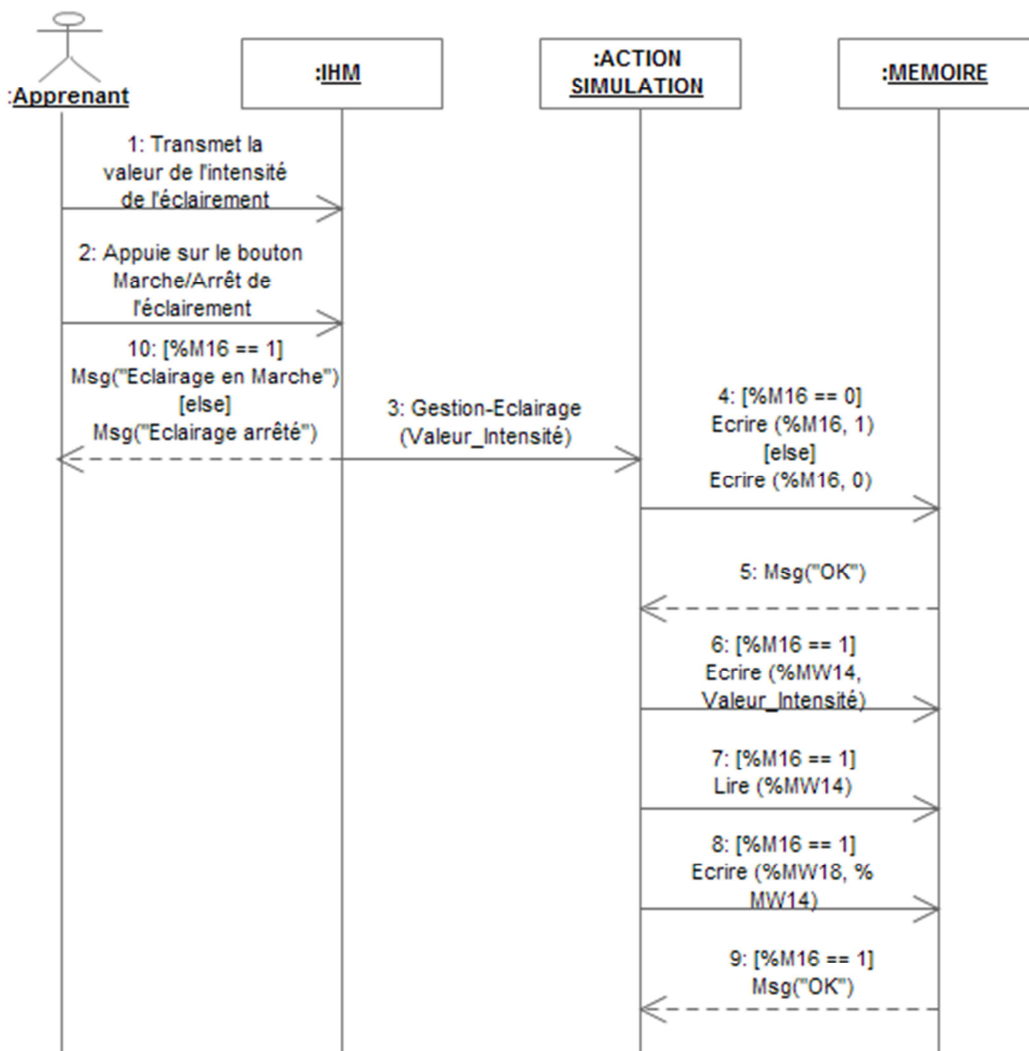 :Apprenant
:IHM
:ACTION
SIMULATION
:MEMOIRE
1: Transmet la
valeur de l'intensité
de l'éclairement
2: Appuie sur le bouton
Marche/Arrêt de
l'éclairement
10: [%M16 == 1]
Msg("Eclairage en Marche")
[else]
Msg("Eclairage arrêté")
3: Gestion-Eclairage
(Valeur_Intensité)
4: [%M16 == 0]
Ecrire (%M16, 1)
[else]
Ecrire (%M16, 0)
5: Msg("OK")
6: [%M16 == 1]
Ecrire (%MW14,
Valeur_Intensité)
7: [%M16 == 1]
Lire (%MW14)
8: [%M16 == 1]
Ecrire (%MW18, %
MW14)
9: [%M16 == 1]
Msg("OK")